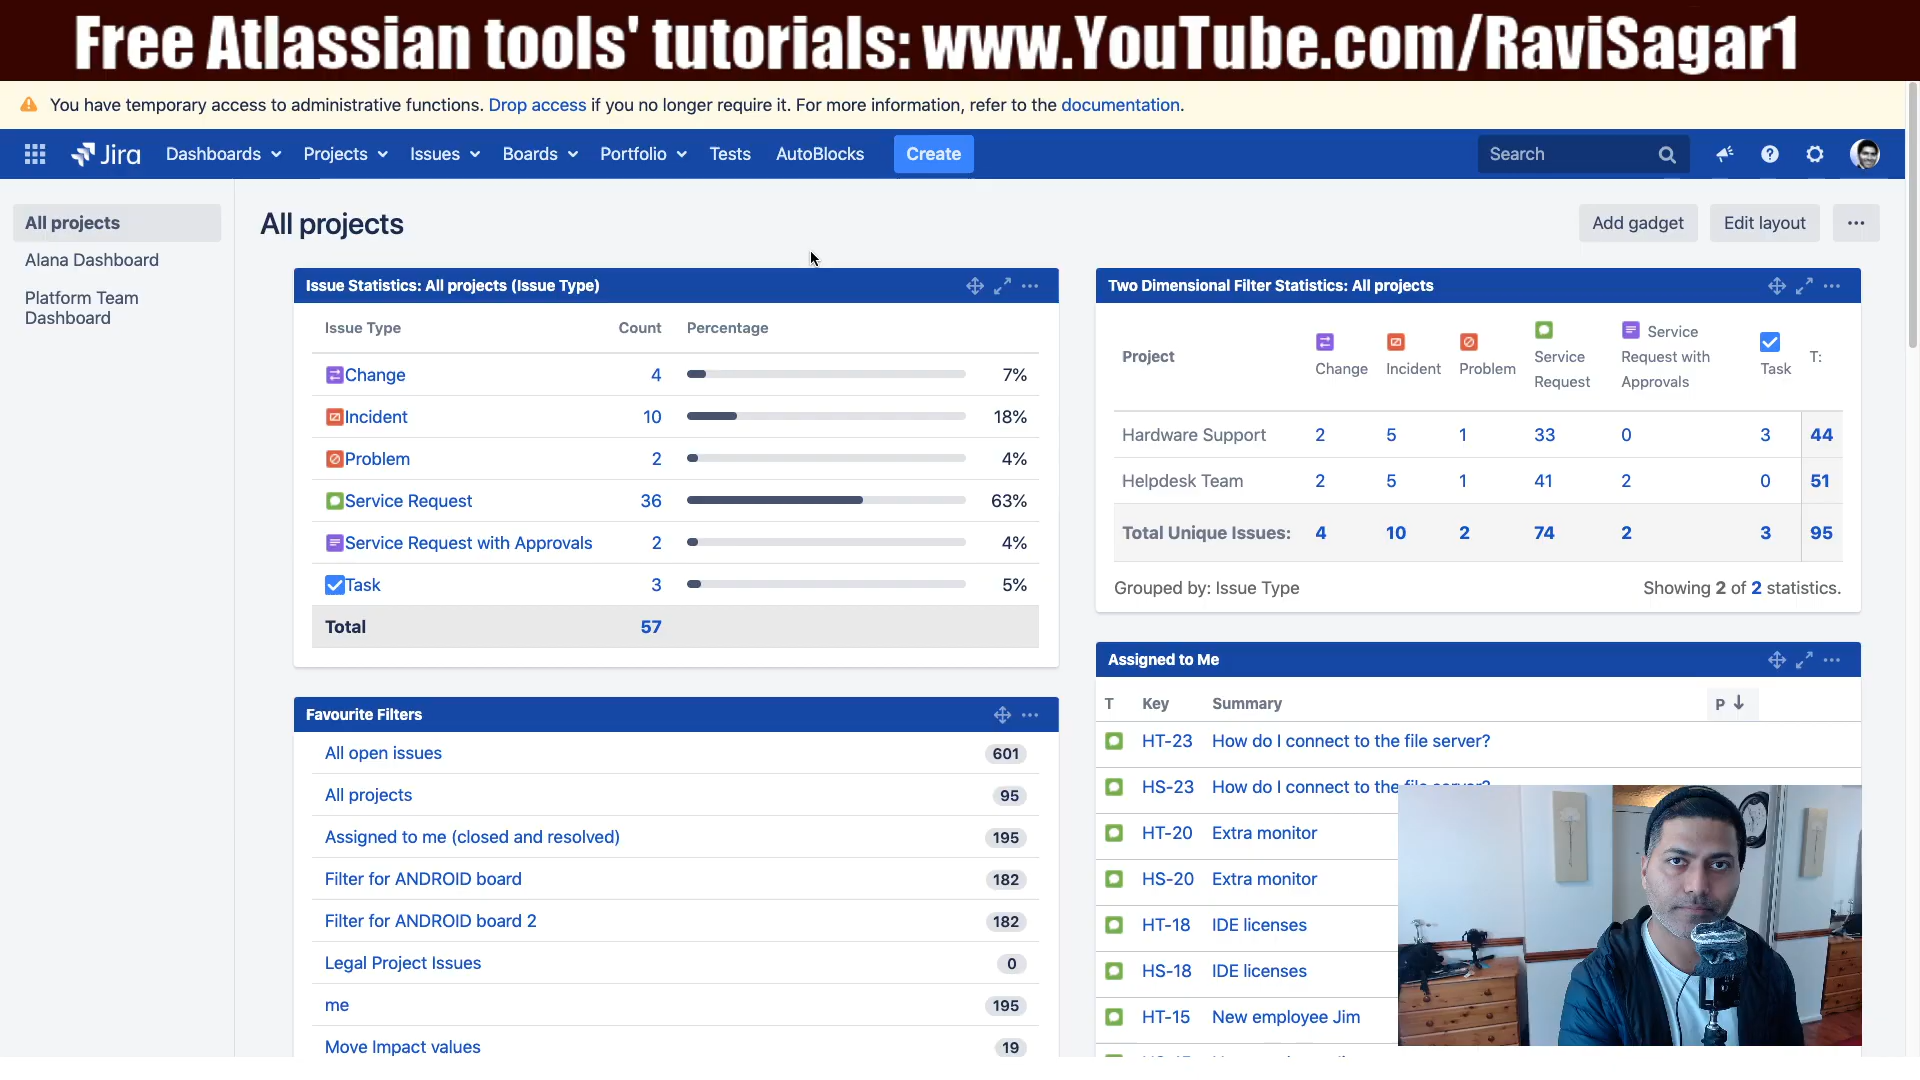 Free Atlassian tools' tutorials: www.YouTube.com/RaviSagar1
You have temporary access to administrative functions. Drop access if you no longer require it. For more information, refer to the documentation.
Jira Dashboards Projects Issues Boards Portfolio Tests AutoBlocks Create Search
All projects
Alana Dashboard
Platform Team
Dashboard
All projects
Add gadget Edit layout
Issue Statistics: All projects (Issue Type)
Issue Type Count Percentage
Change 4 7%
Incident 10 18%
Problem 2 4%
Service Request 36 63%
Service Request with Approvals 2 4%
Task 3 5%
Total 57
Favourite Filters
All open issues 601
All projects 95
Assigned to me (closed and resolved) 195
Filter for ANDROID board 182
Filter for ANDROID board 2 182
Legal Project Issues 0
me 195
Move Impact values 19
Two Dimensional Filter Statistics: All projects
Project Change Incident Problem Service Request Service Request with Approvals Task T:
Hardware Support 2 5 1 33 0 3 44
Helpdesk Team 2 5 1 41 2 0 51
Total Unique Issues: 4 10 2 74 2 3 95
Grouped by: Issue Type Showing 2 of 2 statistics.
Assigned to Me
T Key Summary P
HT-23 How do I connect to the file server?
HS-23 How do I connect to the file server?
HT-20 Extra monitor
HS-20 Extra monitor
HT-18 IDE licenses
HS-18 IDE licenses
HT-15 New employee Jim